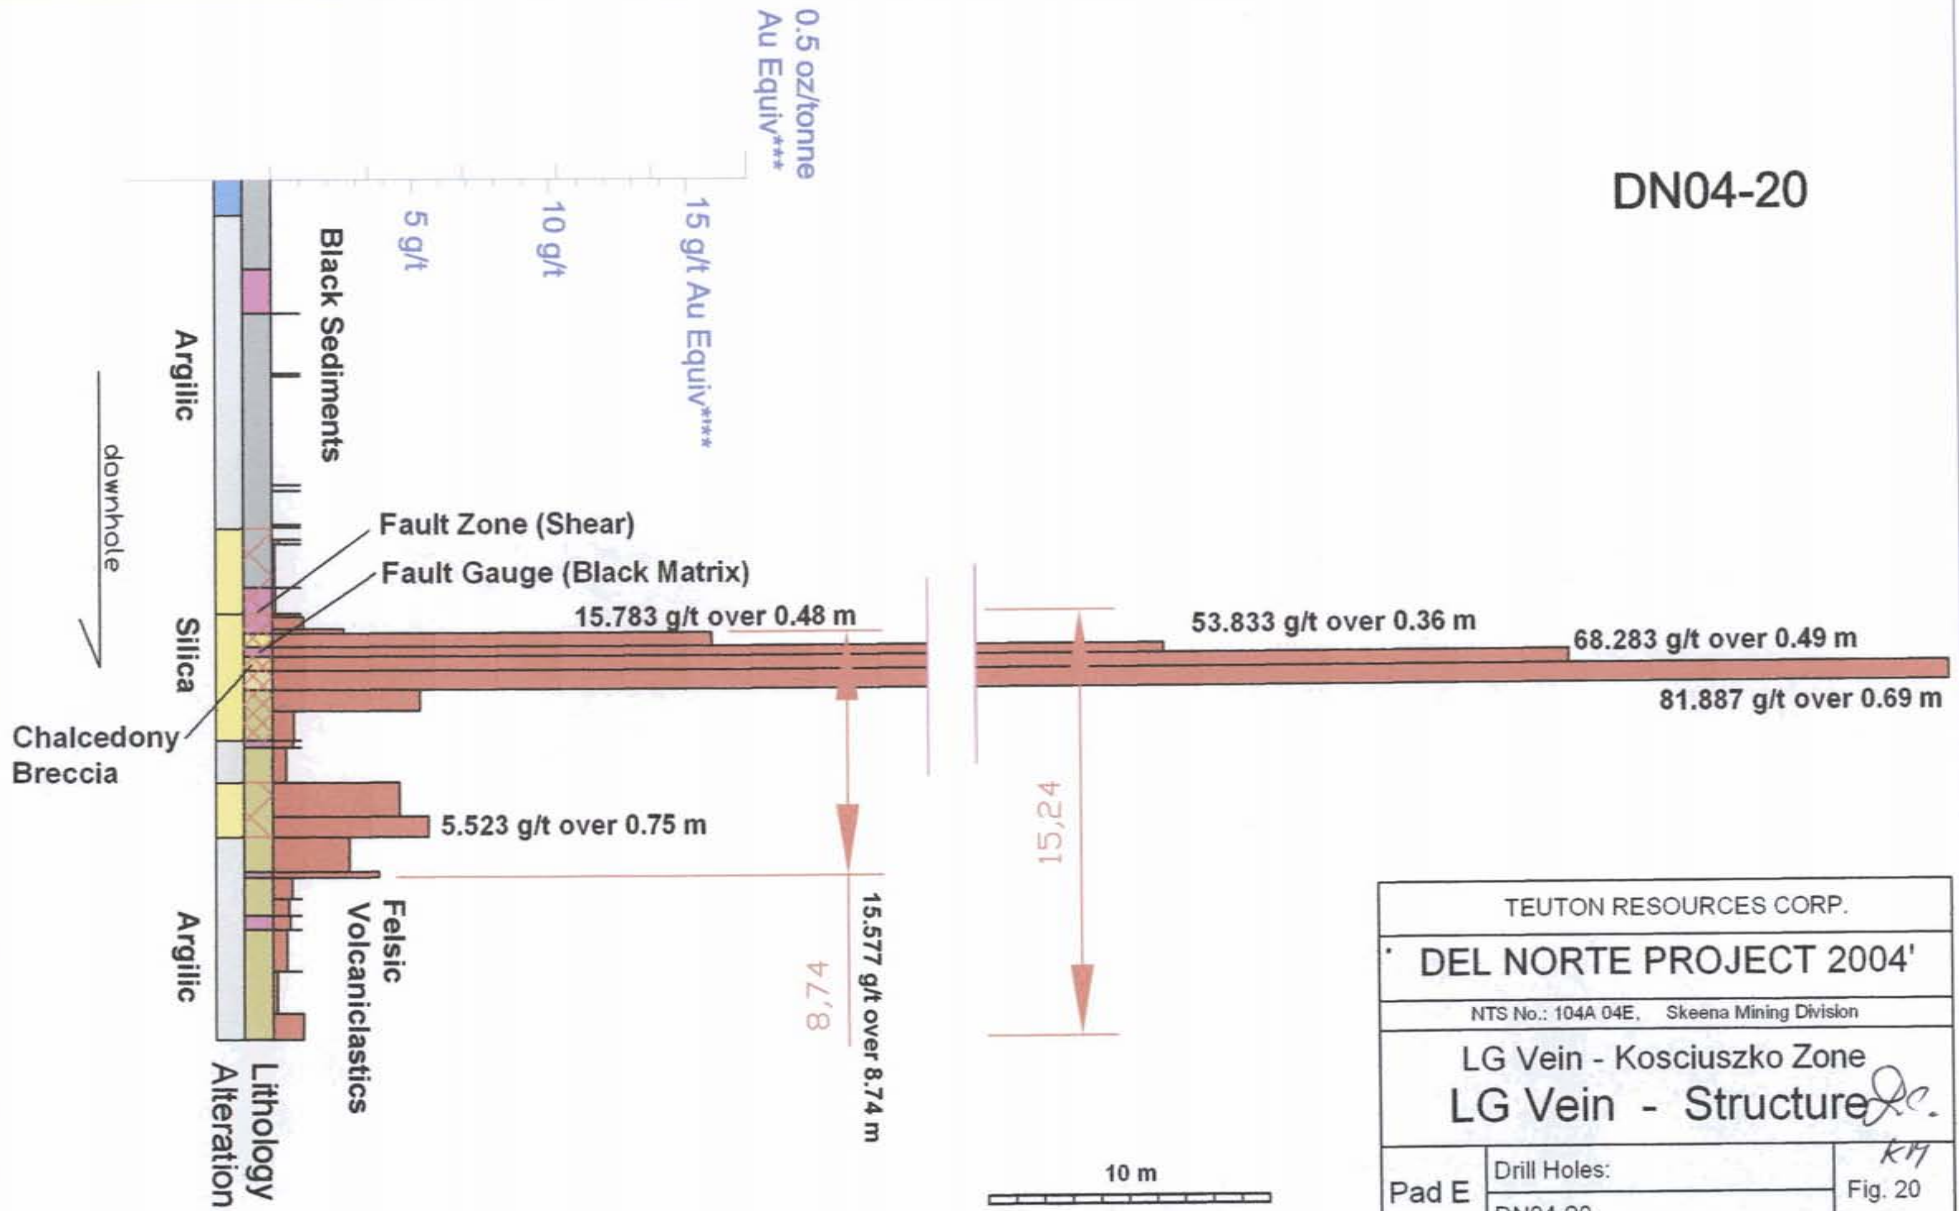 0.5 oz/tonne
Au Equiv***
DN04-20
5 g/t
10 g/t
15 g/t Au Equiv****
Black Sediments
Argilic
downhole
Fault Zone (Shear)
Fault Gauge (Black Matrix)
15.783 g/t over 0.48 m
53.833 g/t over 0.36 m
68.283 g/t over 0.49 m
81.887 g/t over 0.69 m
Silica
Chalcedony
Breccia
15,24
5.523 g/t over 0.75 m
Felsic
Volcaniclastics
Argilic
15.577 g/t over 8.74 m
8,74
Lithology
Alteration
10 m
TEUTON RESOURCES CORP.
DEL NORTE PROJECT 2004'
NTS No.: 104A 04E, Skeena Mining Division
LG Vein - Kosciuszko Zone
LG Vein - Structure
KM
Pad E
Drill Holes:
Fig. 20
DN04-20